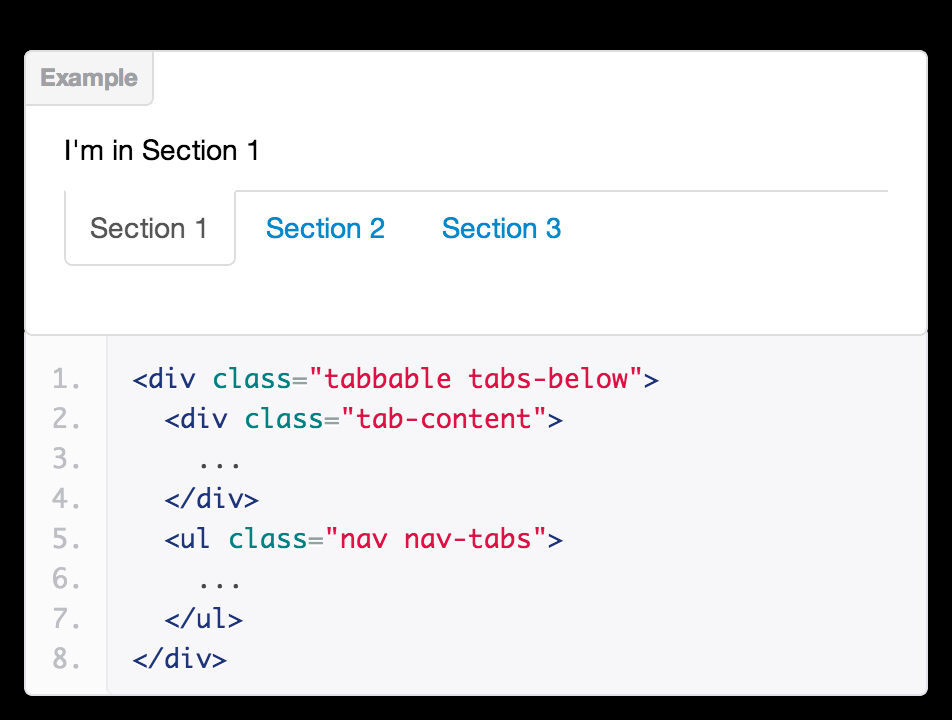 Example
I'm in Section 1
Section 1 Section 2 Section 3
1. <div class="tabbable tabs-below">
2.   <div class="tab-content">
3.     ...
4.   </div>
5.   <ul class="nav nav-tabs">
6.     ...
7.   </ul>
8. </div>